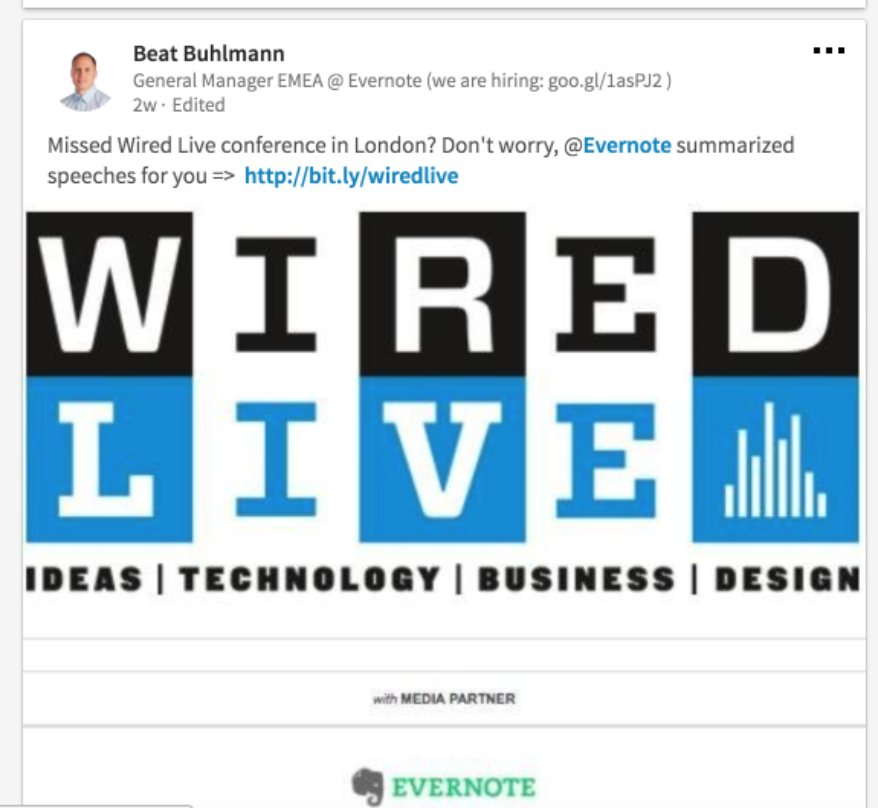 Beat Buhlmann
General Manager EMEA @ Evernote (we are hiring: goo.gl/1asPJ2 )
2w · Edited
Missed Wired Live conference in London? Don't worry, @Evernote summarized
speeches for you => http://bit.ly/wiredlive
WIRED
LIVE
IDEAS | TECHNOLOGY | BUSINESS | DESIGN
with MEDIA PARTNER
EVERNOTE